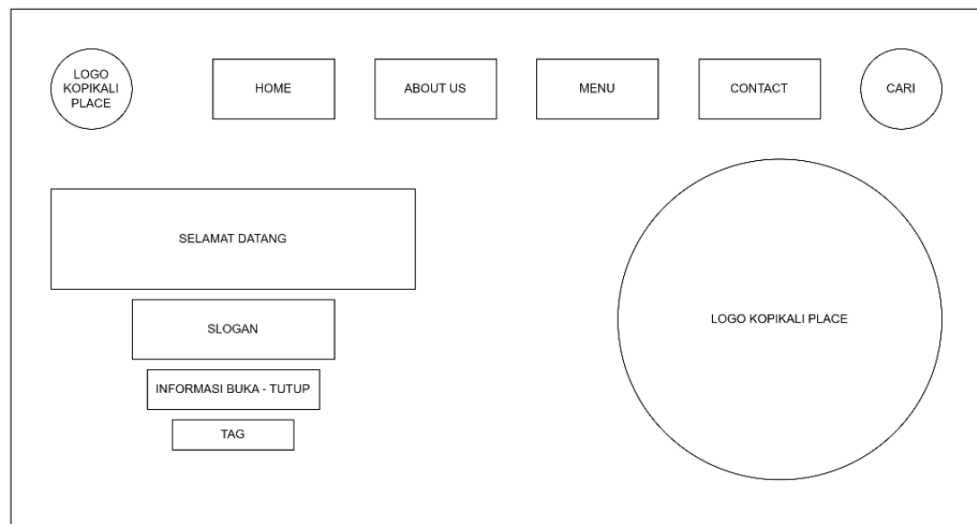 LOGO
KOPIKALI
PLACE
HOME
ABOUT US
MENU
CONTACT
CARI
SELAMAT DATANG
SLOGAN
INFORMASI BUKA - TUTUP
TAG
LOGO KOPIKALI PLACE